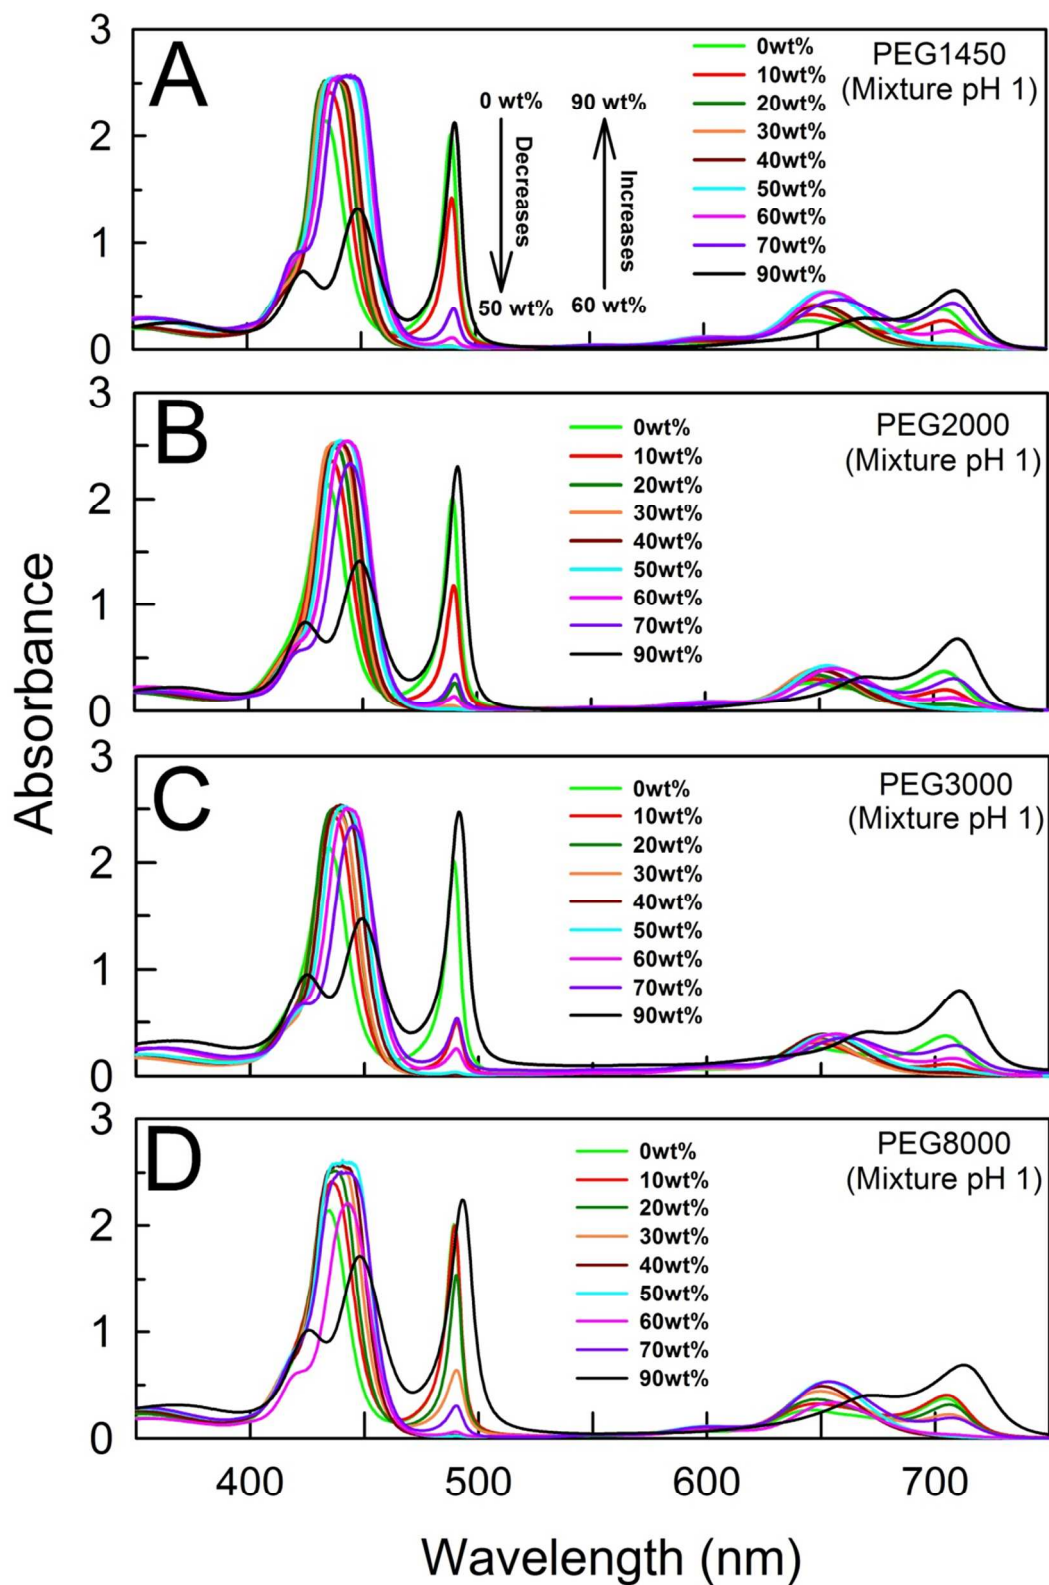 Absorbance
3
2
1
0
A
0 wt%
Decreases
50 wt%
90 wt%
Increases
60 wt%
0wt%
10wt%
20wt%
30wt%
40wt%
50wt%
60wt%
70wt%
90wt%
PEG1450
(Mixture pH 1)
3
2
1
0
B
0wt%
10wt%
20wt%
30wt%
40wt%
50wt%
60wt%
70wt%
90wt%
PEG2000
(Mixture pH 1)
3
2
1
0
C
0wt%
10wt%
20wt%
30wt%
40wt%
50wt%
60wt%
70wt%
90wt%
PEG3000
(Mixture pH 1)
3
2
1
0
D
0wt%
10wt%
20wt%
30wt%
40wt%
50wt%
60wt%
70wt%
90wt%
PEG8000
(Mixture pH 1)
400 500 600 700
Wavelength (nm)